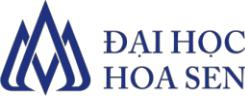 ĐẠI HỌC
HOA SEN